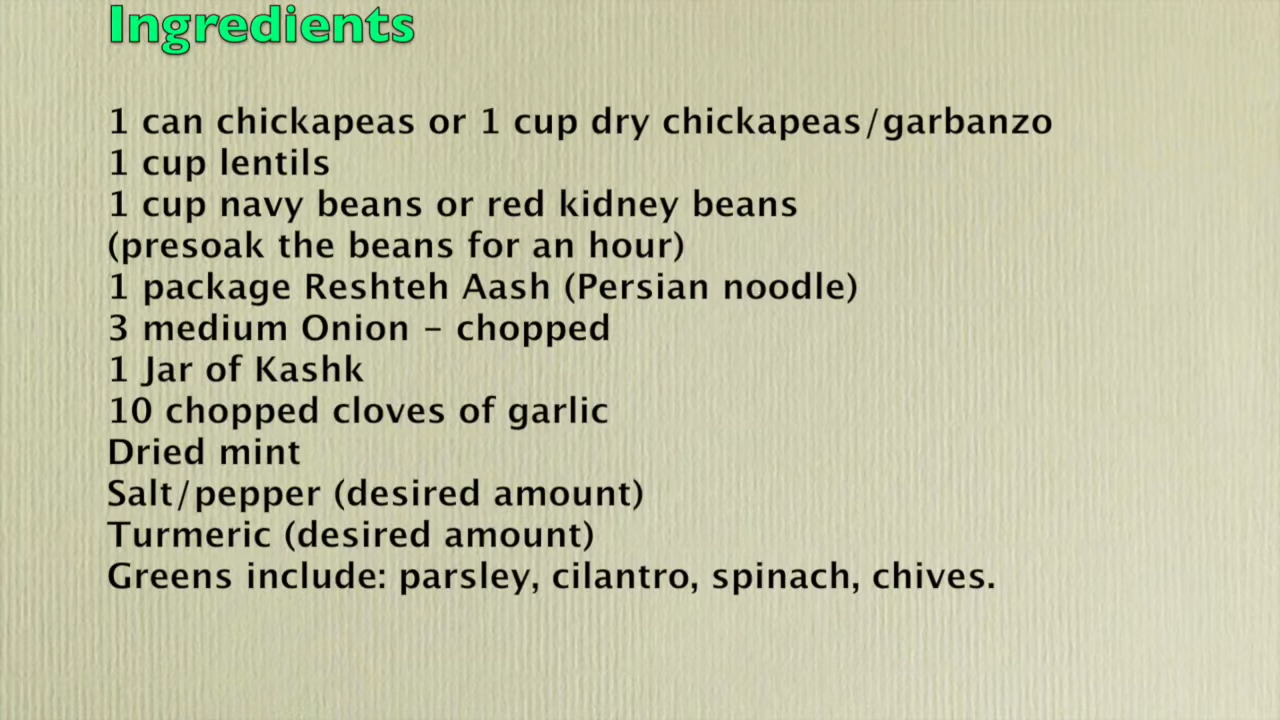 Ingredients
1 can chickapeas or 1 cup dry chickapeas/garbanzo
1 cup lentils
1 cup navy beans or red kidney beans
(presoak the beans for an hour)
1 package Reshteh Aash (Persian noodle)
3 medium Onion – chopped
1 Jar of Kashk
10 chopped cloves of garlic
Dried mint
Salt/pepper (desired amount)
Turmeric (desired amount)
Greens include: parsley, cilantro, spinach, chives.